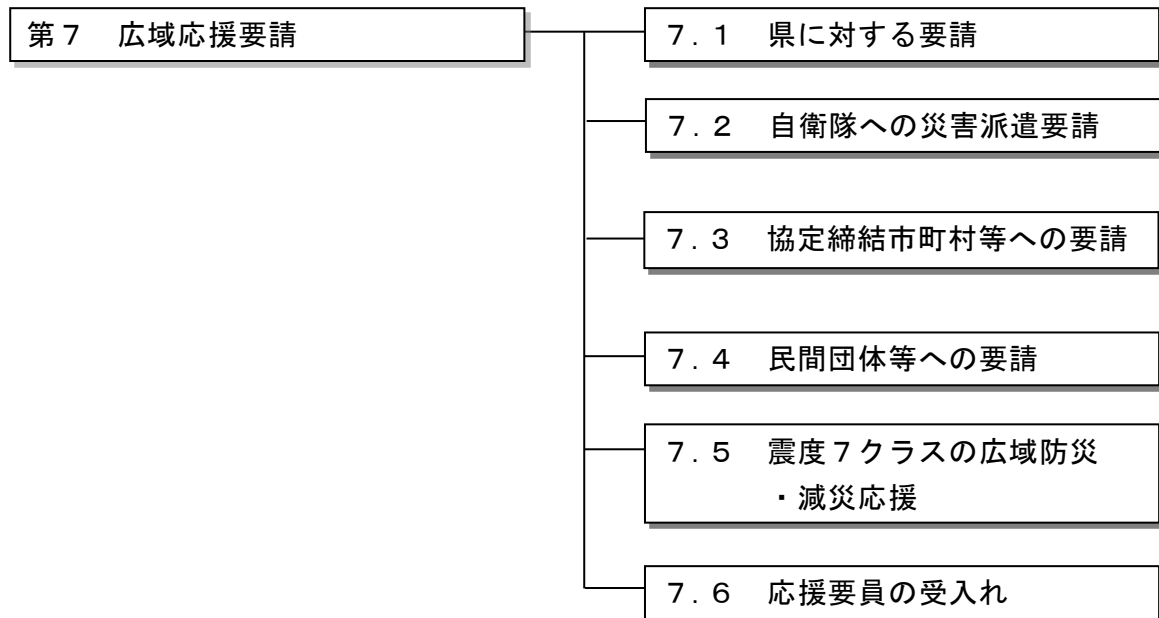 第７　広域応援要請
７．１　県に対する要請
７．２　自衛隊への災害派遣要請
７．３　協定締結市町村等への要請
７．４　民間団体等への要請
７．５　震度７クラスの広域防災
・減災応援
７．６　応援要員の受入れ